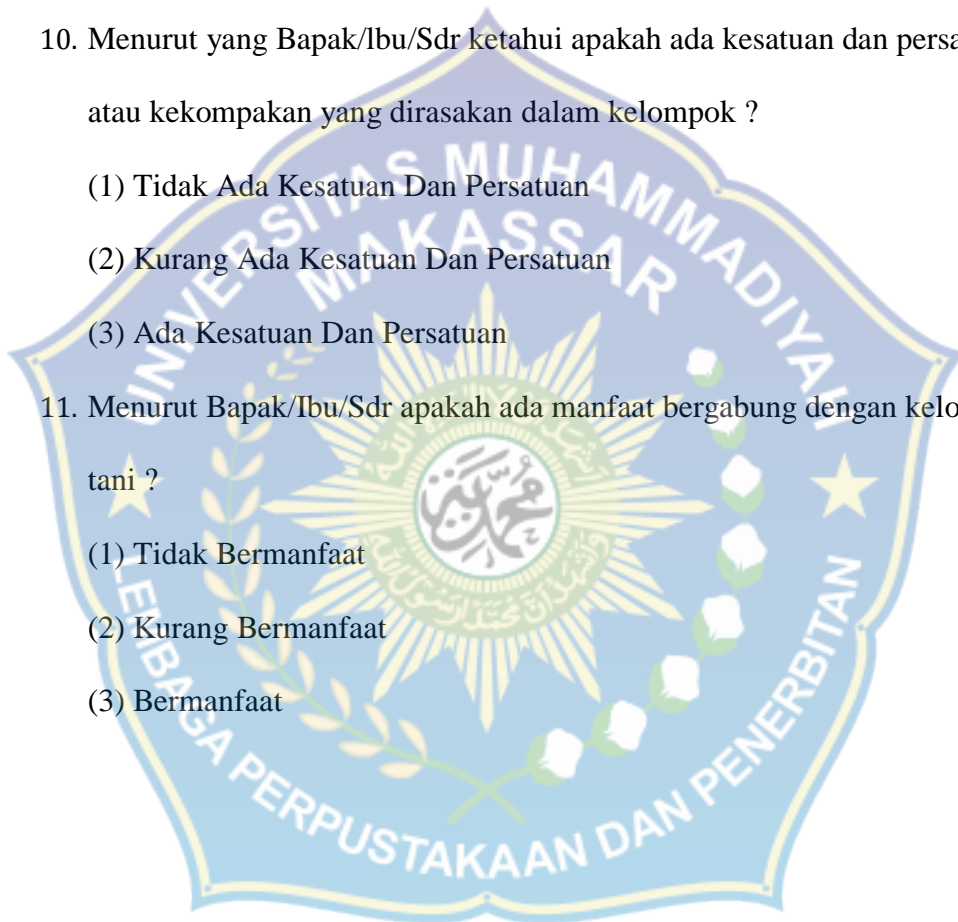 10. Menurut yang Bapak/lbu/Sdr ketahui apakah ada kesatuan dan persa
atau kekompakan yang dirasakan dalam kelompok ?
(1) Tidak Ada Kesatuan Dan Persatuan
(2) Kurang Ada Kesatuan Dan Persatuan
(3) Ada Kesatuan Dan Persatuan
11. Menurut Bapak/Ibu/Sdr apakah ada manfaat bergabung dengan kelo
tani ?
(1) Tidak Bermanfaat
(2) Kurang Bermanfaat
(3) Bermanfaat
UNIVERSITAS MUHAMMADIYAH
MAKASSAR
محمدية
LEMBAGA PERPUSTAKAAN DAN PENERBITAN